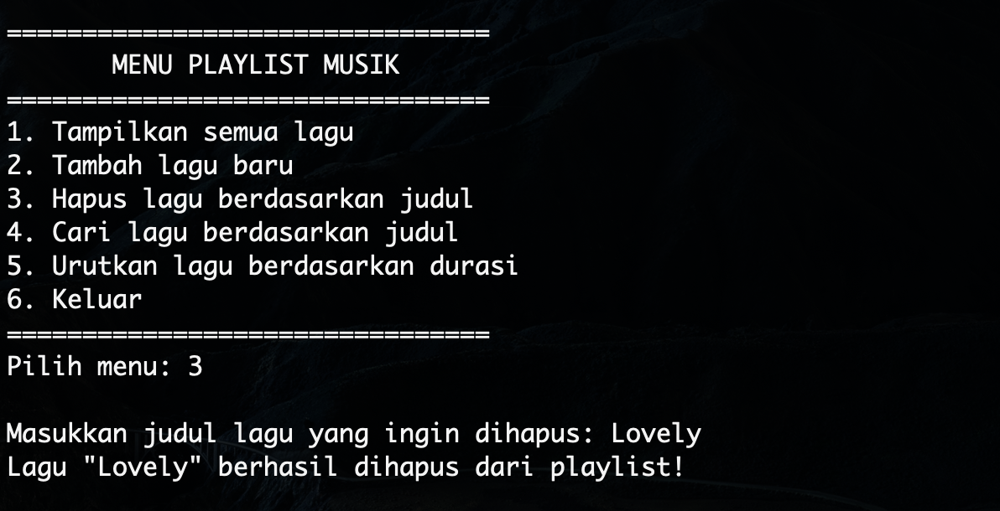 ================================
       MENU PLAYLIST MUSIK
================================
1. Tampilkan semua lagu
2. Tambah lagu baru
3. Hapus lagu berdasarkan judul
4. Cari lagu berdasarkan judul
5. Urutkan lagu berdasarkan durasi
6. Keluar
================================
Pilih menu: 3

Masukkan judul lagu yang ingin dihapus: Lovely
Lagu "Lovely" berhasil dihapus dari playlist!